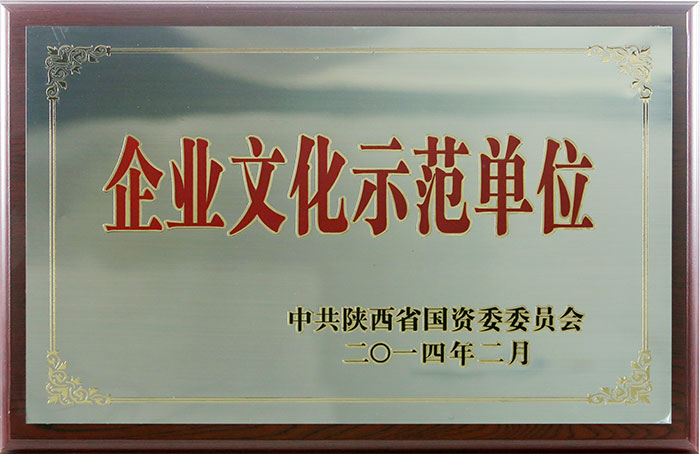 企业文化示范单位
中共陕西省国资委委员会
二〇一四年二月